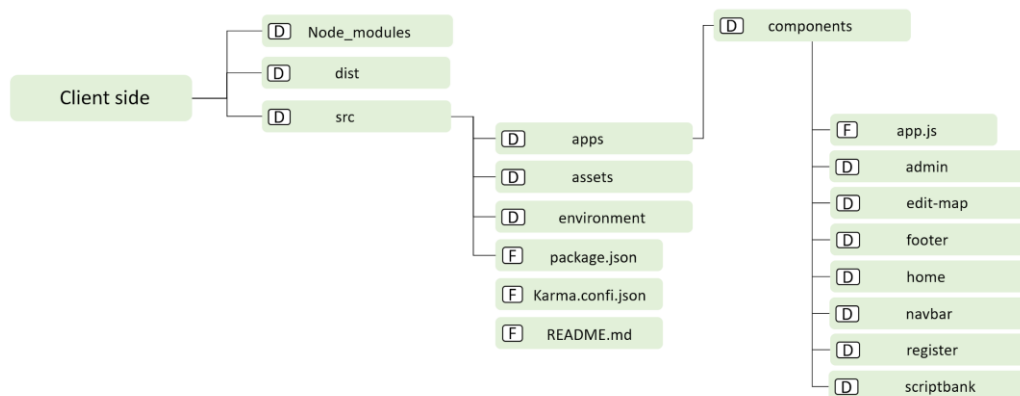 Client side
D Node_modules
D dist
D src
D apps
D assets
D environment
F package.json
F Karma.confi.json
F README.md
D components
F app.js
D admin
D edit-map
D footer
D home
D navbar
D register
D scriptbank